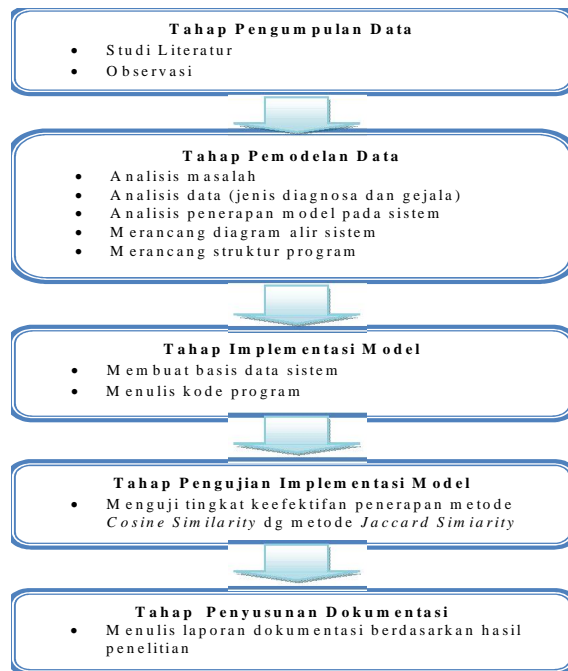 Tahap Pengumpulan Data
• Studi Literatur
• Observasi
Tahap Pemodelan Data
• Analisis masalah
• Analisis data (jenis diagnosa dan gejala)
• Analisis penerapan model pada sistem
• Merancang diagram alir sistem
• Merancang struktur program
Tahap Implementasi Model
• Membuat basis data sistem
• Menulis kode program
Tahap Pengujian Implementasi Model
• Menguji tingkat keefektifan penerapan metode
Cosine Similarity dg metode Jaccard Simiarity
Tahap Penyusunan Dokumentasi
• Menulis laporan dokumentasi berdasarkan hasil
penelitian